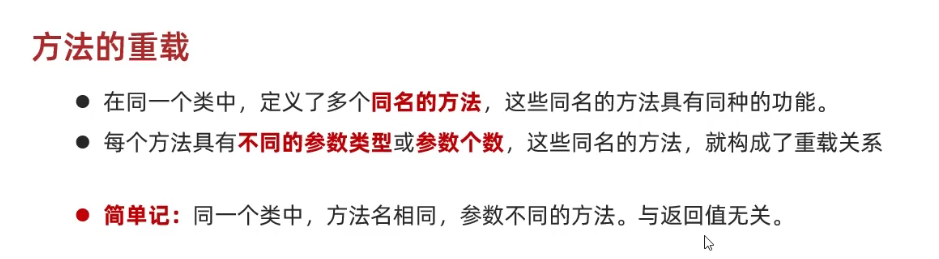 方法的重载
● 在同一个类中，定义了多个同名的方法，这些同名的方法具有同种的功能。
● 每个方法具有不同的参数类型或参数个数，这些同名的方法，就构成了重载关系
● 简单记：同一个类中，方法名相同，参数不同的方法。与返回值无关。